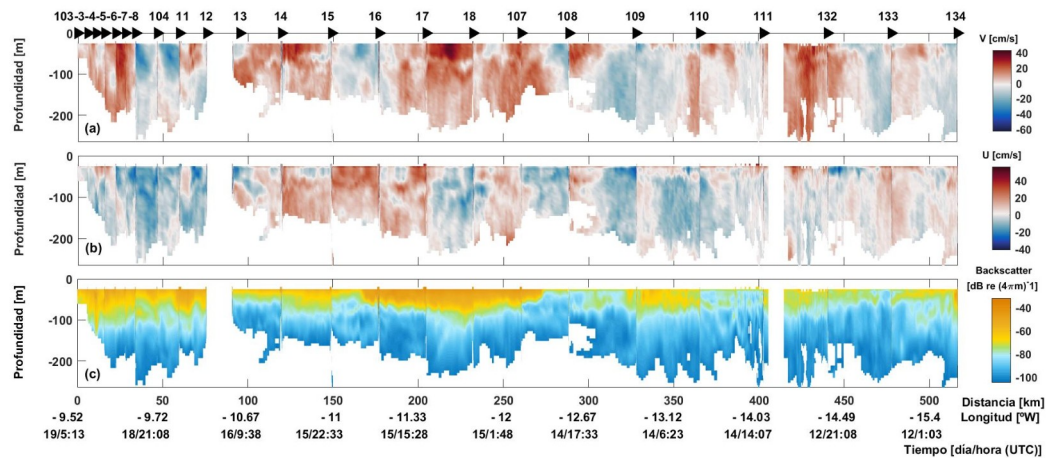 103-3-4-5-6-7-8 104 11 12 13 14 15 16 17 18 107 108 109 110 111 132 133 134
V [cm/s]
Profundidad [m]
0
-100
-200
(a)
40
20
0
-20
-40
-60
U [cm/s]
Profundidad [m]
0
-100
-200
(b)
40
20
0
-20
-40
Backscatter
[dB re (4πm)ˉ1]
Profundidad [m]
0
-100
-200
(c)
-40
-60
-80
-100
0 50 100 150 200 250 300 350 400 450 500 Distancia [km]
- 9.52 - 9.72 - 10.67 - 11 - 11.33 - 12 - 12.67 - 13.12 - 14.03 - 14.49 - 15.4 Longitud [ºW]
19/5:13 18/21:08 16/9:38 15/22:33 15/15:28 15/1:48 14/17:33 14/6:23 14/14:07 12/21:08 12/1:03
Tiempo [dia/hora (UTC)]